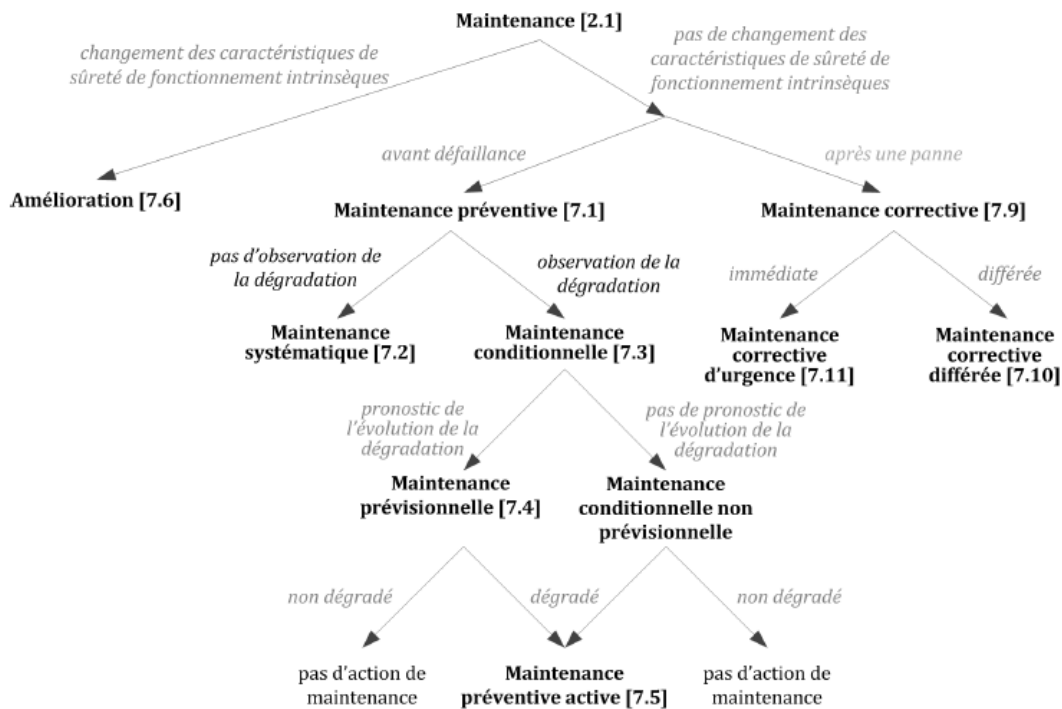 Maintenance [2.1]
changement des caractéristiques de
sûreté de fonctionnement intrinsèques
pas de changement des
caractéristiques de sûreté de
fonctionnement intrinsèques
avant défaillance
après une panne
Amélioration [7.6]
Maintenance préventive [7.1]
Maintenance corrective [7.9]
pas d'observation de
la dégradation
observation de la
dégradation
immédiate
différée
Maintenance
systématique [7.2]
Maintenance
conditionnelle [7.3]
Maintenance
corrective
d'urgence [7.11]
Maintenance
corrective
différée [7.10]
pronostic de
l'évolution de la
dégradation
pas de pronostic de
l'évolution de la
dégradation
Maintenance
prévisionnelle [7.4]
Maintenance
conditionnelle non
prévisionnelle
non dégradé
dégradé
non dégradé
pas d'action de
maintenance
Maintenance
préventive active [7.5]
pas d'action de
maintenance